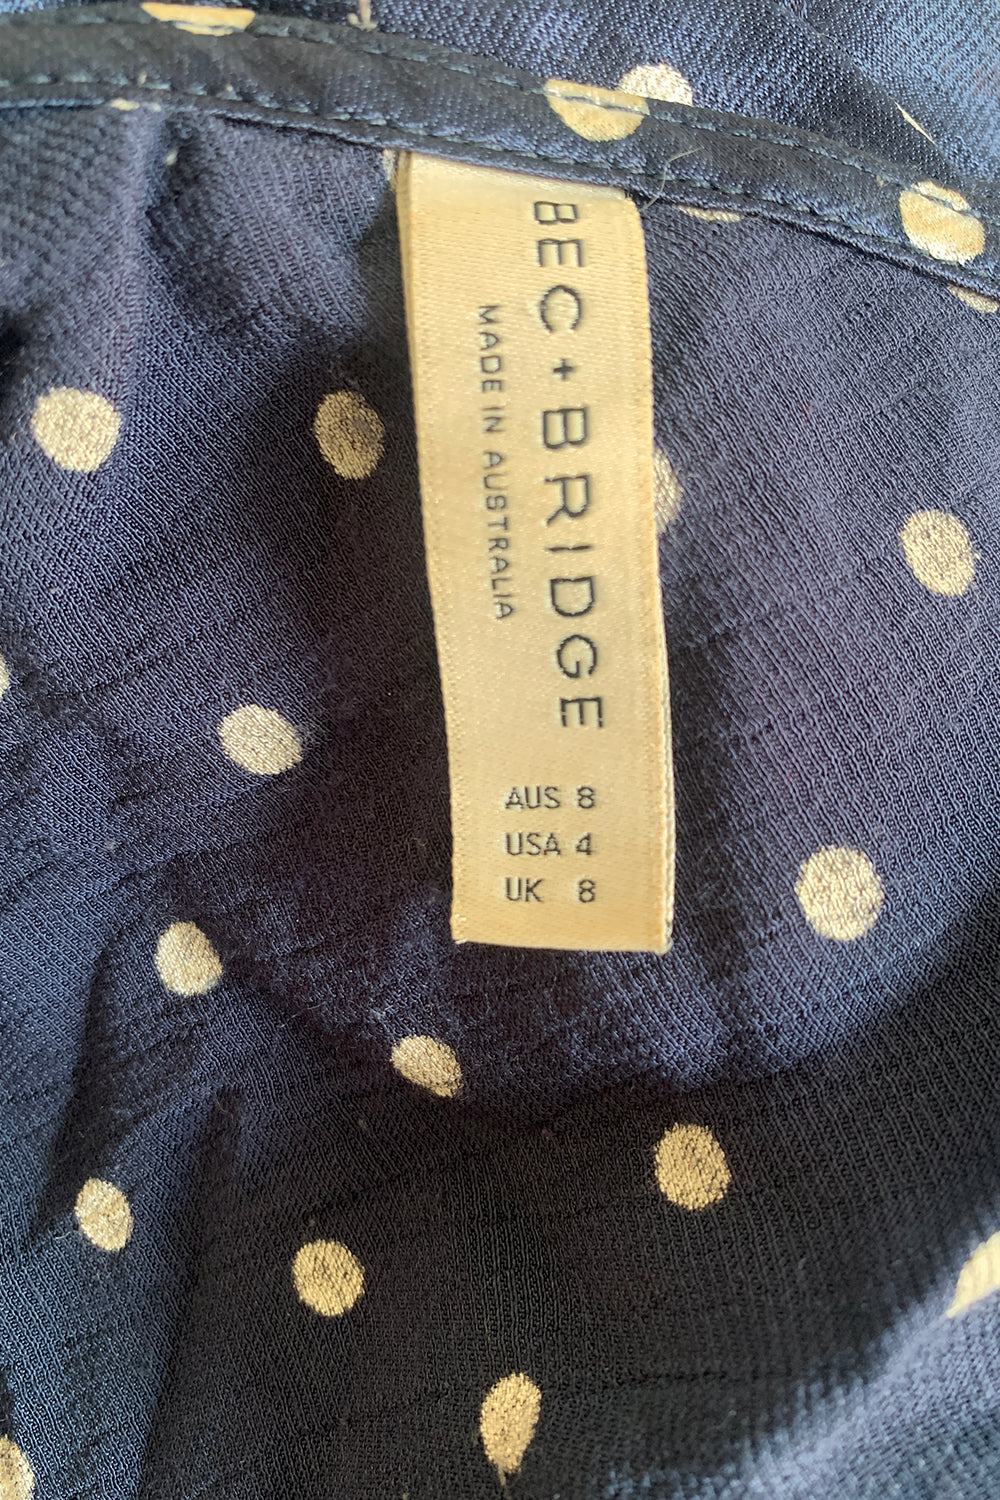 BEC + BRIDGE
MADE IN AUSTRALIA
AUS 8
USA 4
UK 8